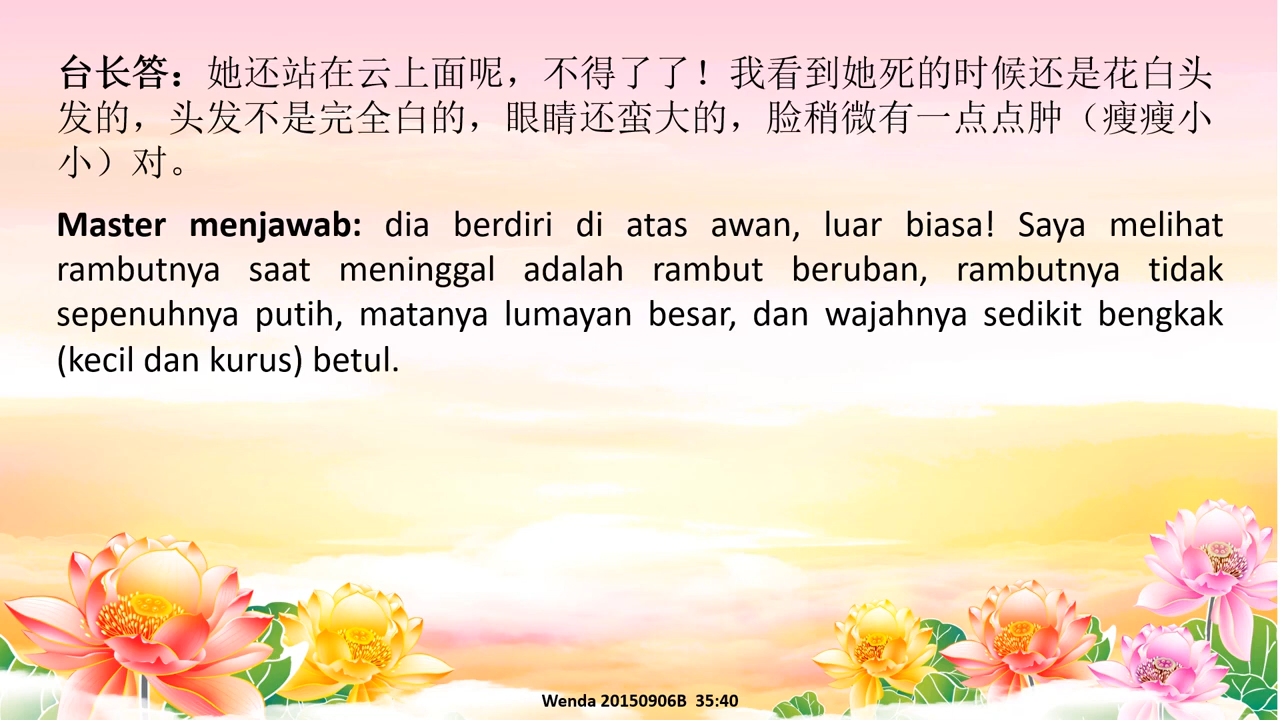 台长答：她还站在云上面呢，不得了了！我看到她死的时候还是花白头
发的，头发不是完全白的，眼睛还蛮大的，脸稍微有一点点肿（瘦瘦小
小）对。
Master menjawab: dia berdiri di atas awan, luar biasa! Saya melihat
rambutnya saat meninggal adalah rambut beruban, rambutnya tidak
sepenuhnya putih, matanya lumayan besar, dan wajahnya sedikit bengkak
(kecil dan kurus) betul.
Wenda 20150906B 35:40